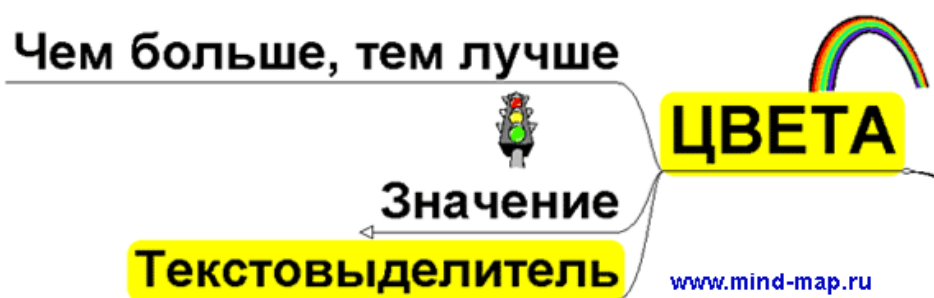 Чем больше, тем лучше
ЦВЕТА
Значение
Текстовыделитель
www.mind-map.ru